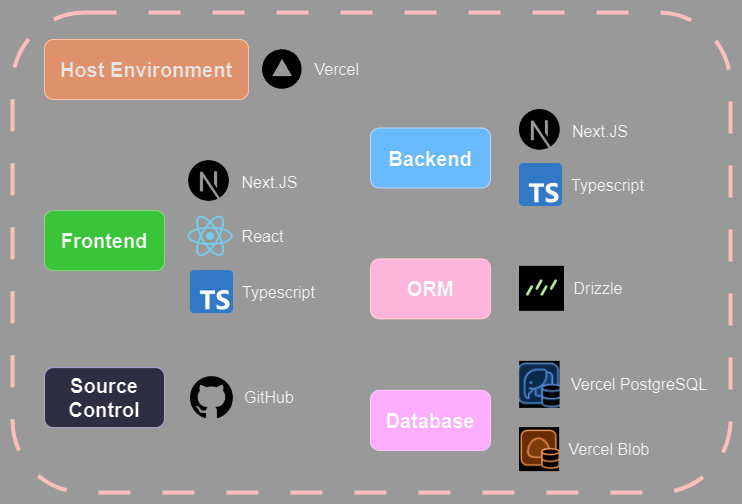 Host Environment
Vercel
Frontend
Next.JS
React
TS
Typescript
Source
Control
GitHub
Backend
Next.JS
TS
Typescript
ORM
Drizzle
Database
Vercel PostgreSQL
Vercel Blob